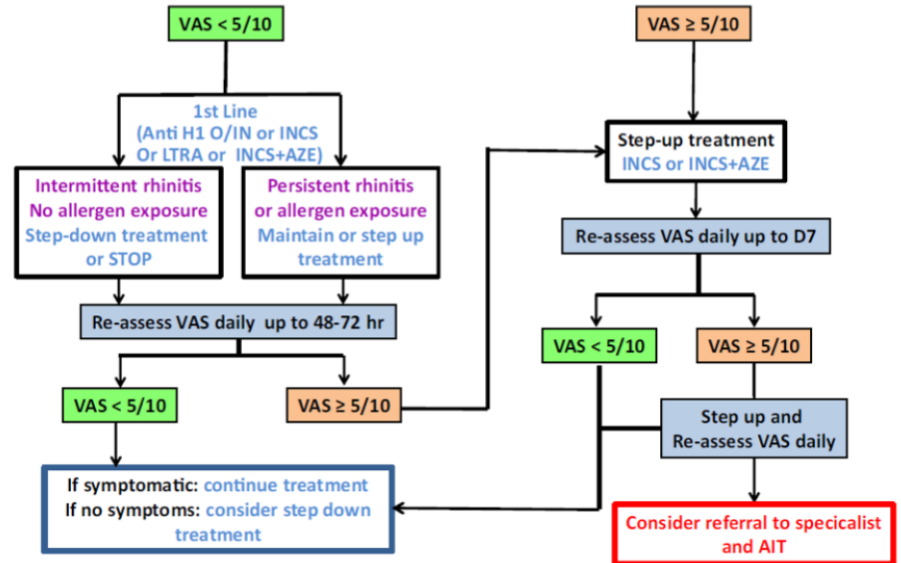 VAS < 5/10
VAS ≥ 5/10
1st Line
(Anti H1 O/IN or INCS
Or LTRA or INCS+AZE)
Step-up treatment
INCS or INCS+AZE
Intermittent rhinitis
No allergen exposure
Step-down treatment
or STOP
Persistent rhinitis
or allergen exposure
Maintain or step up
treatment
Re-assess VAS daily up to D7
Re-assess VAS daily up to 48-72 hr
VAS < 5/10
VAS ≥ 5/10
VAS < 5/10
VAS ≥ 5/10
Step up and
Re-assess VAS daily
If symptomatic: continue treatment
If no symptoms: consider step down
treatment
Consider referral to specicalist
and AIT